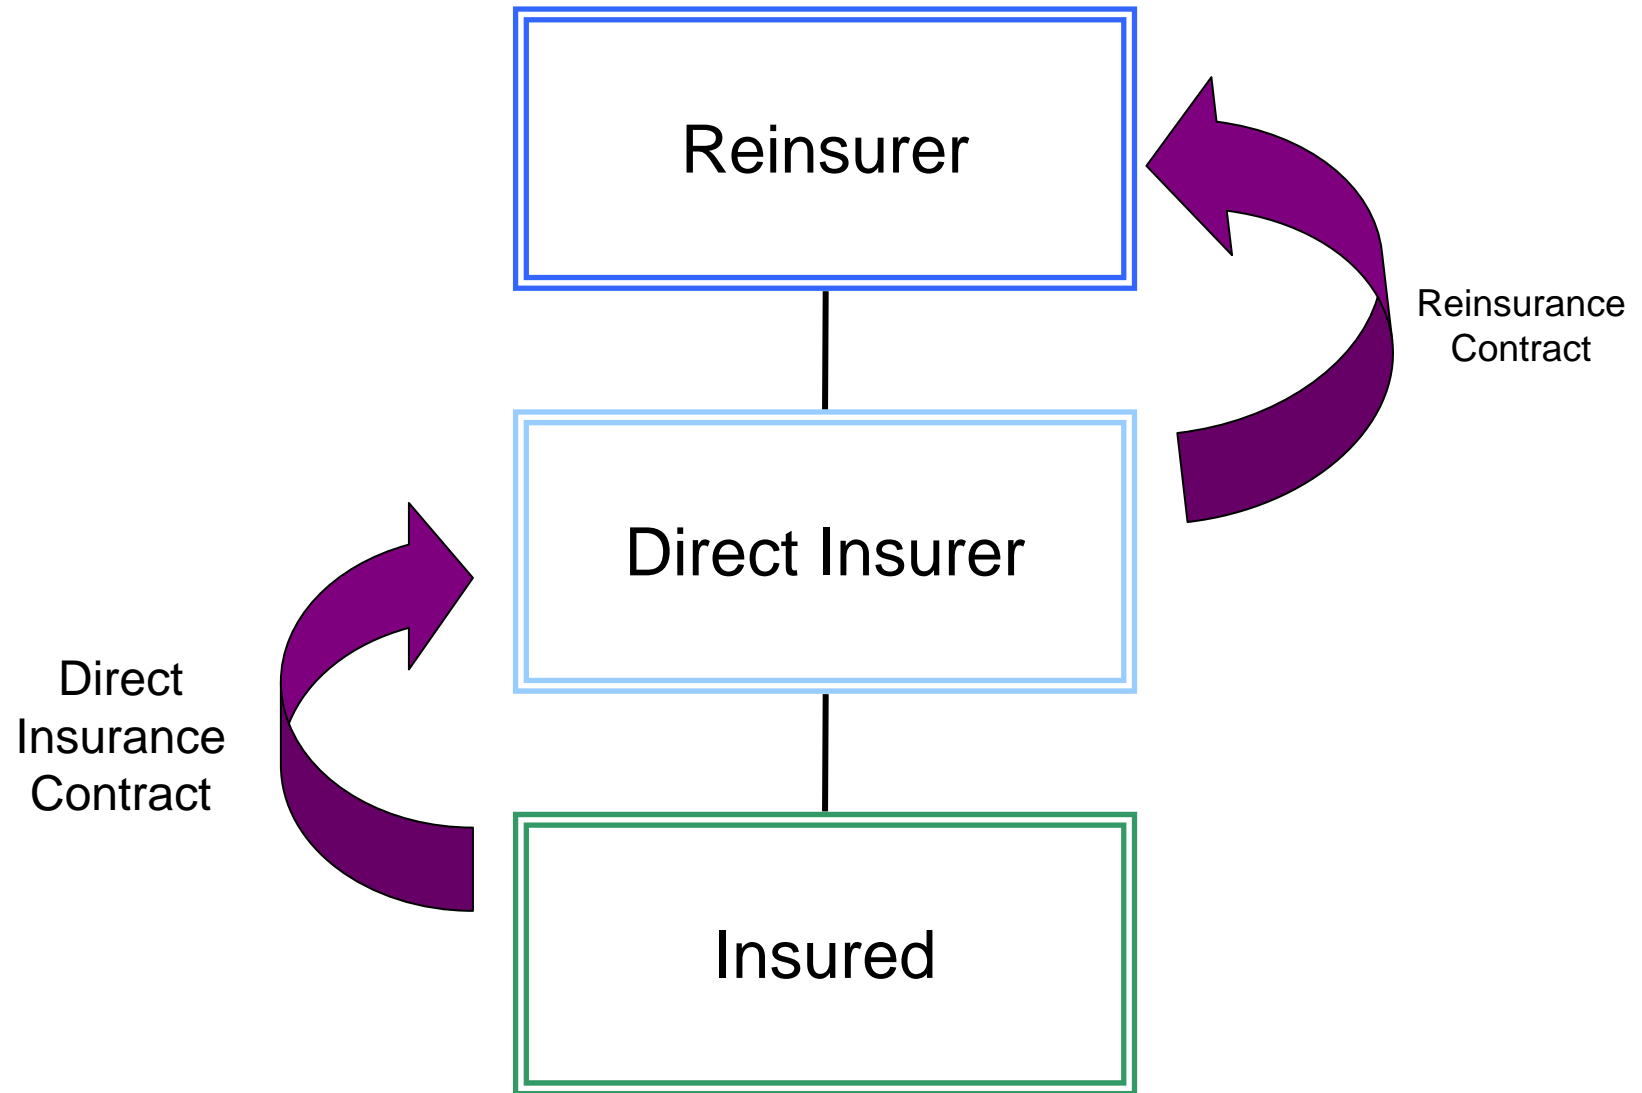 Reinsurer
Reinsurance
Contract
Direct Insurer
Direct
Insurance
Contract
Insured